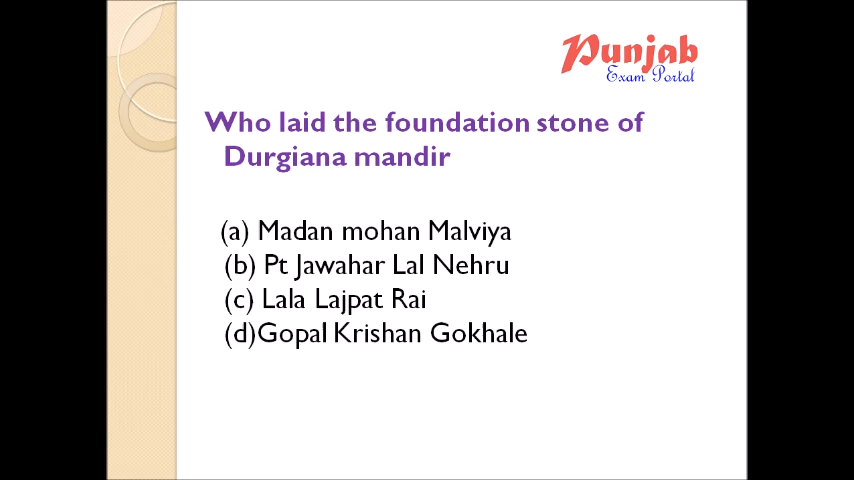 Punjab
Exam Portal
Who laid the foundation stone of
Durgiana mandir
(a) Madan mohan Malviya
(b) Pt Jawahar Lal Nehru
(c) Lala Lajpat Rai
(d)Gopal Krishan Gokhale